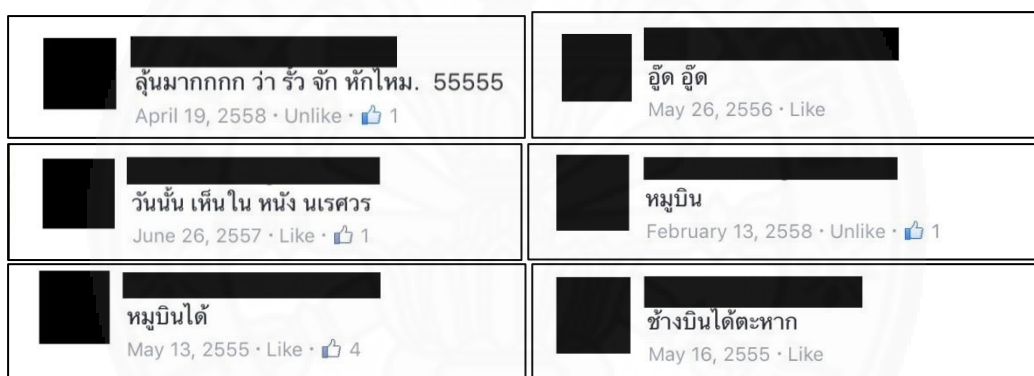 ลุ้นมากกกกก ว่า รั้ว จัก หักไหม. 55555
April 19, 2558 · Unlike · 1
อู๊ด อู๊ด
May 26, 2556 · Like
วันนั้น เห็นใน หนัง นเรศวร
June 26, 2557 · Like · 1
หมูบิน
February 13, 2558 · Unlike · 1
หมูบินได้
May 13, 2555 · Like · 4
ช้างบินได้ตะหาก
May 16, 2555 · Like